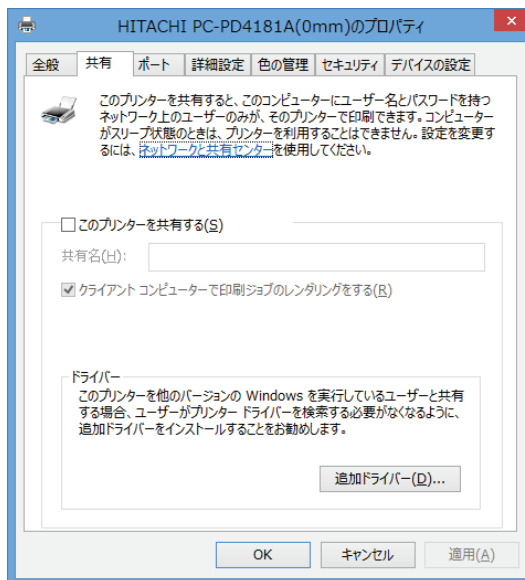 HITACHI PC-PD4181A(0mm)のプロパティ
全般 共有 ポート 詳細設定 色の管理 セキュリティ デバイスの設定
このプリンターを共有すると、このコンピューターにユーザー名とパスワードを持つ
ネットワーク上のユーザーのみが、そのプリンターで印刷できます。コンピューター
がスリープ状態のときは、プリンターを利用することはできません。設定を変更す
るには、ネットワークと共有センターを使用してください。
このプリンターを共有する(S)
共有名(H):
クライアント コンピューターで印刷ジョブのレンダリングをする(R)
ドライバー
このプリンターを他のバージョンの Windows を実行しているユーザーと共有
する場合、ユーザーがプリンター ドライバーを検索する必要がなくなるように、
追加ドライバーをインストールすることをお勧めします。
追加ドライバー(D)...
OK キャンセル 適用(A)